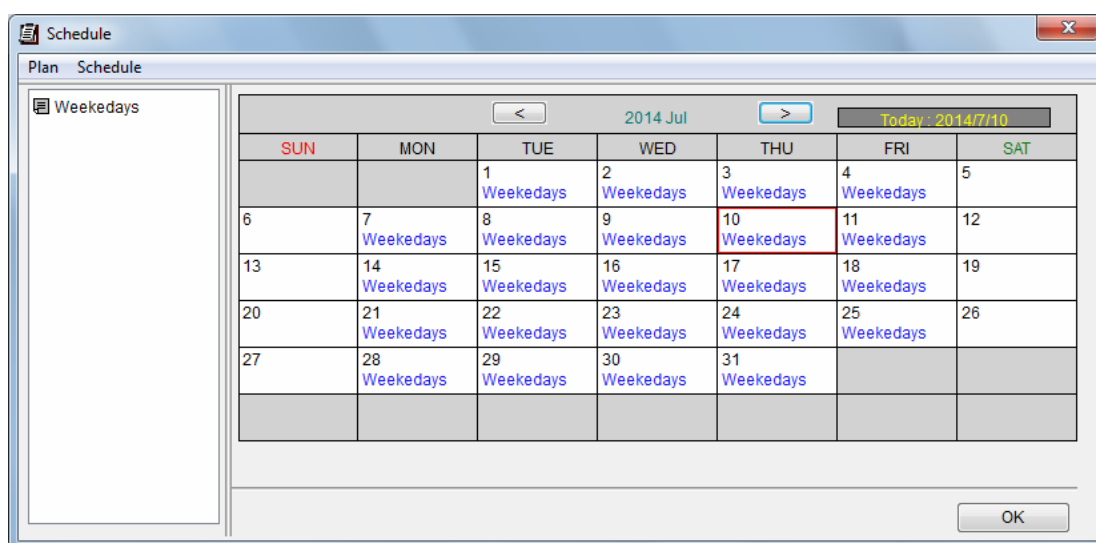 Schedule
Plan Schedule
Weekedays
< 2014 Jul > Today : 2014/7/10
SUN MON TUE WED THU FRI SAT
1 2 3 4 5
Weekedays Weekedays Weekedays Weekedays
6 7 8 9 10 11 12
Weekedays Weekedays Weekedays Weekedays Weekedays
13 14 15 16 17 18 19
Weekedays Weekedays Weekedays Weekedays Weekedays
20 21 22 23 24 25 26
Weekedays Weekedays Weekedays Weekedays Weekedays
27 28 29 30 31
Weekedays Weekedays Weekedays Weekedays
OK